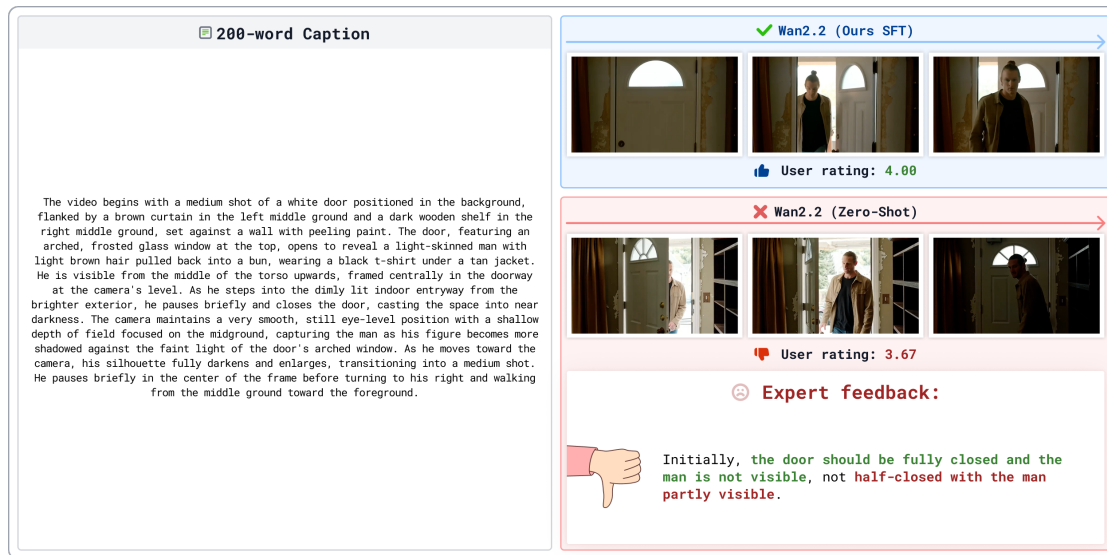 200-word Caption
The video begins with a medium shot of a white door positioned in the background,
flanked by a brown curtain in the left middle ground and a dark wooden shelf in the
right middle ground, set against a wall with peeling paint. The door, featuring an
arched, frosted glass window at the top, opens to reveal a light-skinned man with
light brown hair pulled back into a bun, wearing a black t-shirt under a tan jacket.
He is visible from the middle of the torso upwards, framed centrally in the doorway
at the camera's level. As he steps into the dimly lit indoor entryway from the
brighter exterior, he pauses briefly and closes the door, casting the space into near
darkness. The camera maintains a very smooth, still eye-level position with a shallow
depth of field focused on the midground, capturing the man as his figure becomes more
shadowed against the faint light of the door's arched window. As he moves toward the
camera, his silhouette fully darkens and enlarges, transitioning into a medium shot.
He pauses briefly in the center of the frame before turning to his right and walking
from the middle ground toward the foreground.
Wan2.2 (Ours SFT)
User rating: 4.00
Wan2.2 (Zero-Shot)
User rating: 3.67
Expert feedback:
Initially, the door should be fully closed and the
man is not visible, not half-closed with the man
partly visible.